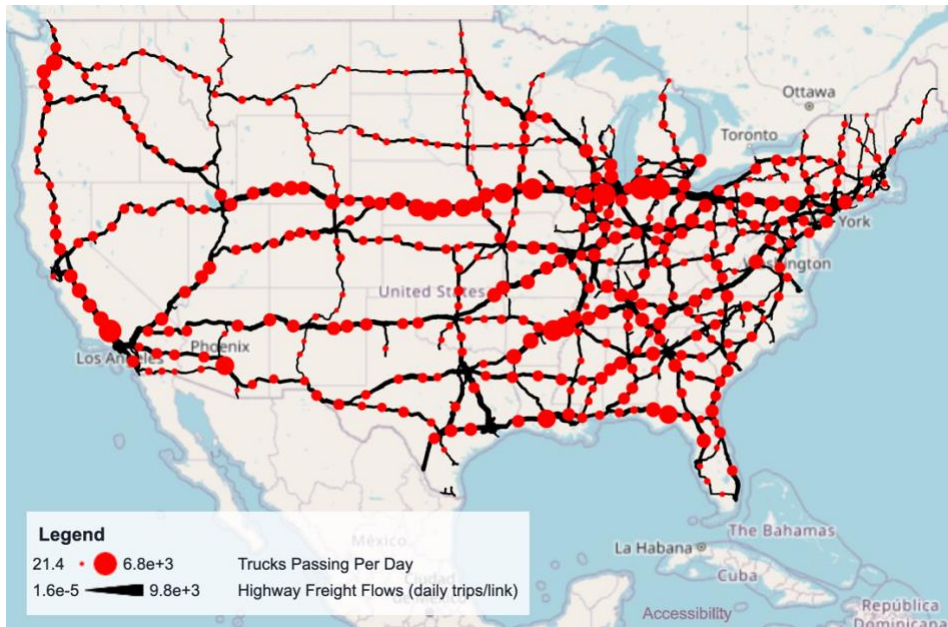 Ottawa
Toronto
York
Washington
United States
Los Angeles
Phoenix
Legend
21.4 6.8e+3 Trucks Passing Per Day
1.6e-5 9.8e+3 Highway Freight Flows (daily trips/link)
México
Ciudad
The Bahamas
La Habana
Cuba
Accessibility
República
Dominicana